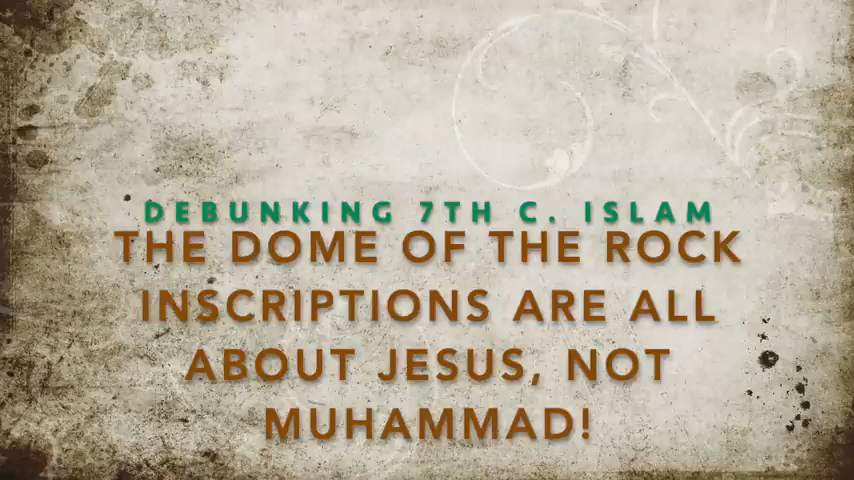 DEBUNKING 7TH C. ISLAM
THE DOME OF THE ROCK
INSCRIPTIONS ARE ALL
ABOUT JESUS, NOT
MUHAMMAD!